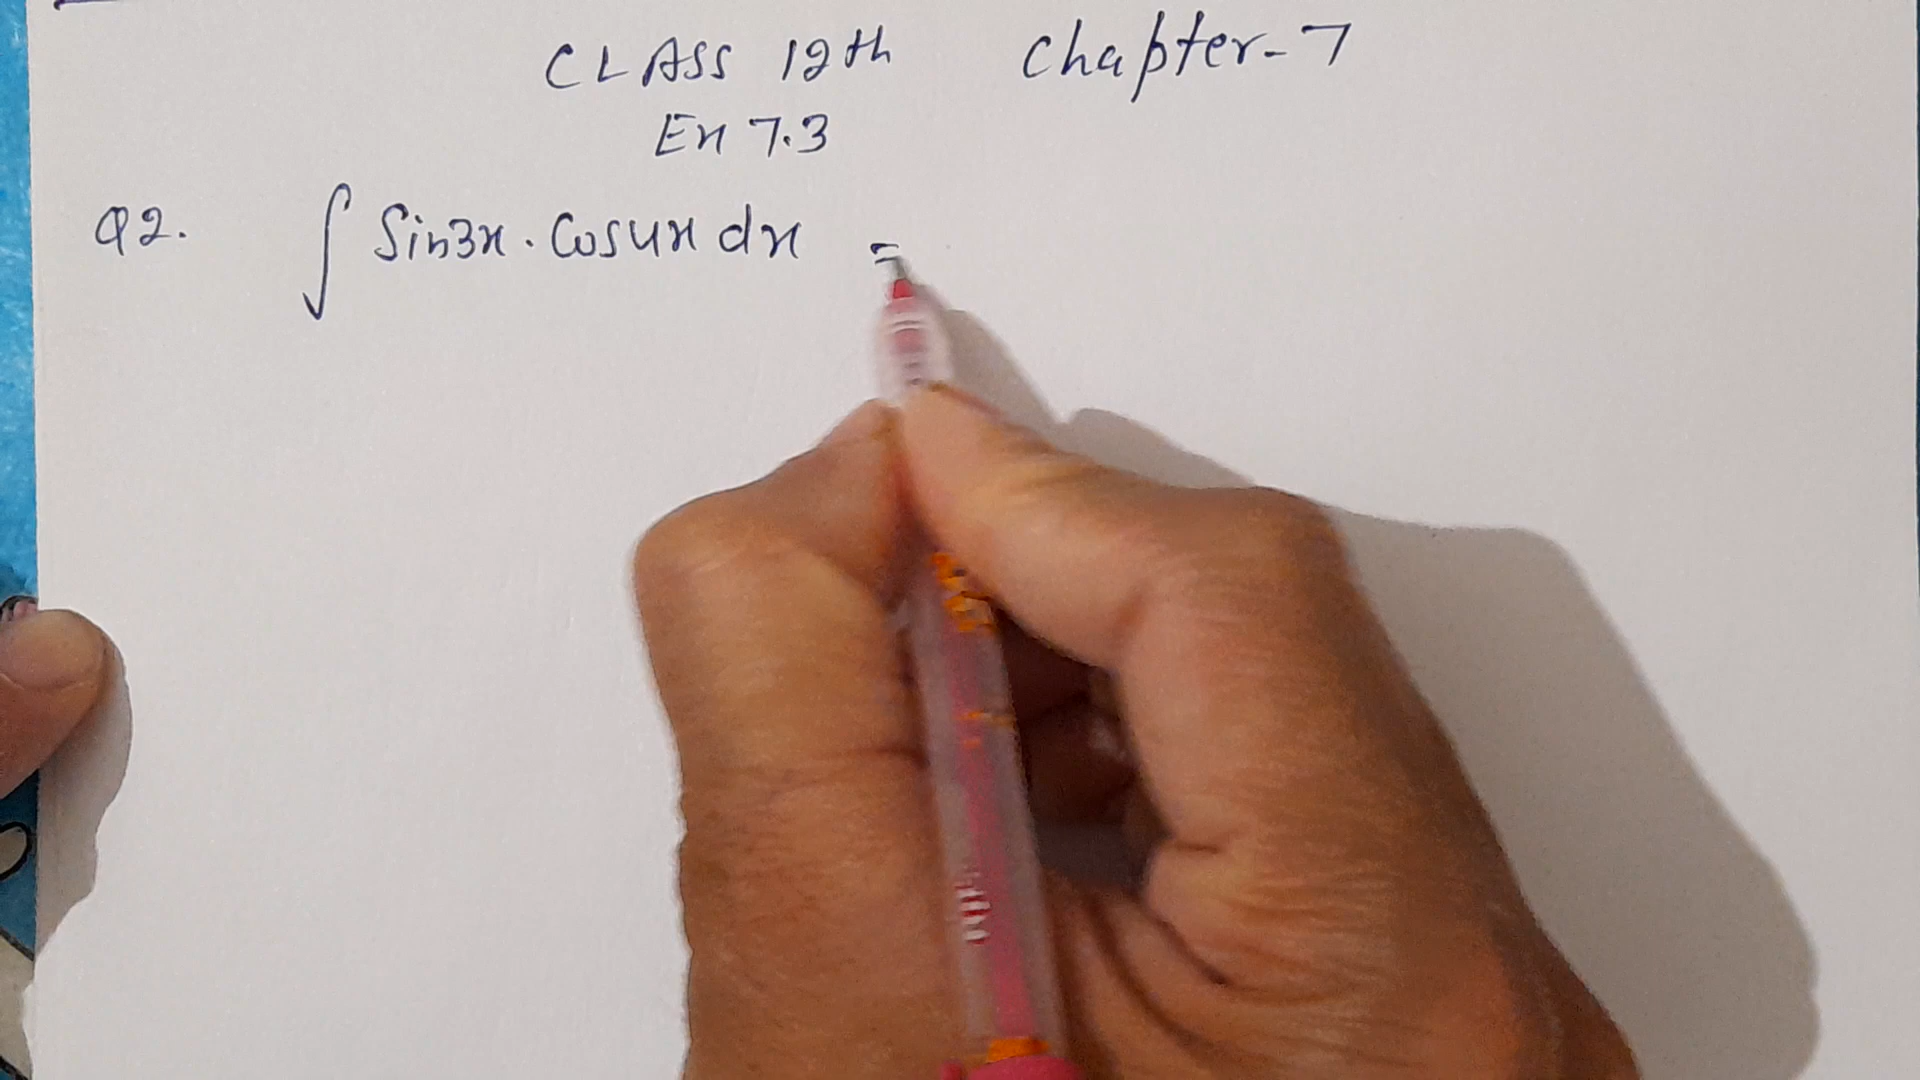 CLASS 12th Chapter-7
Ex 7.3
Q2. ∫ Sin3x . Cos4x dx =